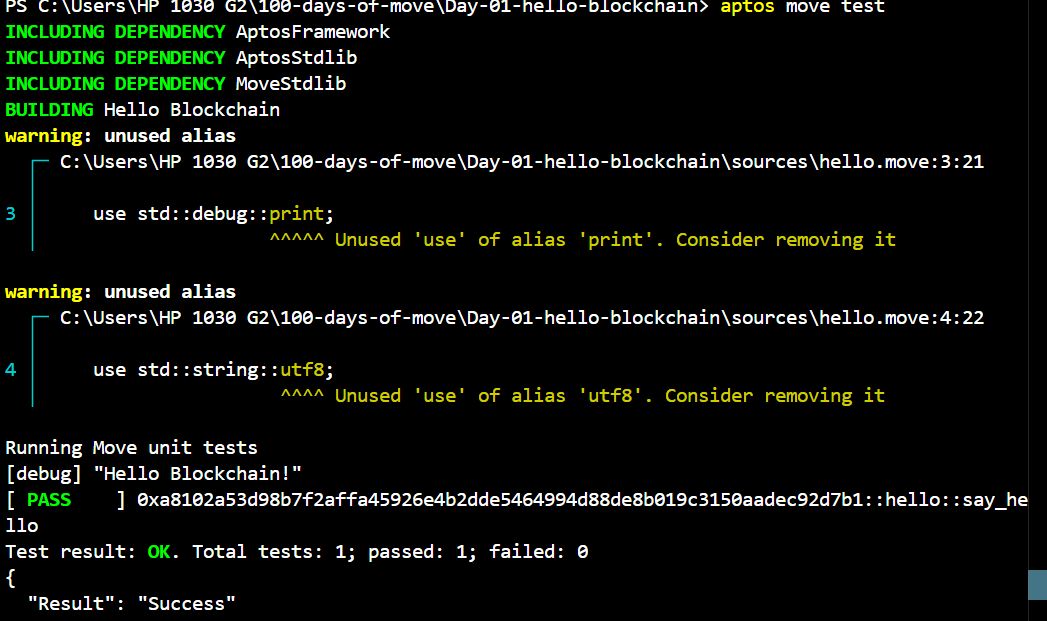 PS C:\Users\HP 1030 G2\100-days-of-move\Day-01-hello-blockchain> aptos move test
INCLUDING DEPENDENCY AptosFramework
INCLUDING DEPENDENCY AptosStdlib
INCLUDING DEPENDENCY MoveStdlib
BUILDING Hello Blockchain
warning: unused alias
C:\Users\HP 1030 G2\100-days-of-move\Day-01-hello-blockchain\sources\hello.move:3:21
3 use std::debug::print;
^^^^^ Unused 'use' of alias 'print'. Consider removing it
warning: unused alias
C:\Users\HP 1030 G2\100-days-of-move\Day-01-hello-blockchain\sources\hello.move:4:22
4 use std::string::utf8;
^^^^ Unused 'use' of alias 'utf8'. Consider removing it
Running Move unit tests
[debug] "Hello Blockchain!"
[ PASS    ] 0xa8102a53d98b7f2affa45926e4b2dde5464994d88de8b019c3150aadec92d7b1::hello::say_he
llo
Test result: OK. Total tests: 1; passed: 1; failed: 0
{
"Result": "Success"